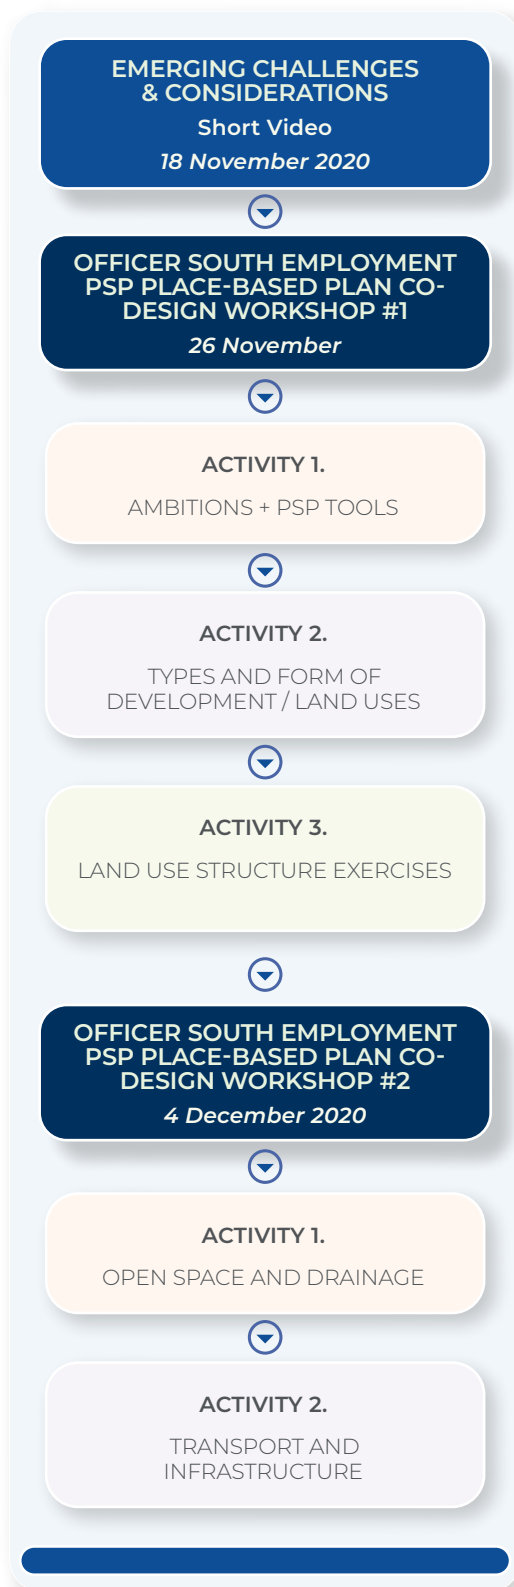 EMERGING CHALLENGES
& CONSIDERATIONS
Short Video
18 November 2020
OFFICER SOUTH EMPLOYMENT
PSP PLACE-BASED PLAN CO-
DESIGN WORKSHOP #1
26 November
ACTIVITY 1.
AMBITIONS + PSP TOOLS
ACTIVITY 2.
TYPES AND FORM OF
DEVELOPMENT / LAND USES
ACTIVITY 3.
LAND USE STRUCTURE EXERCISES
OFFICER SOUTH EMPLOYMENT
PSP PLACE-BASED PLAN CO-
DESIGN WORKSHOP #2
4 December 2020
ACTIVITY 1.
OPEN SPACE AND DRAINAGE
ACTIVITY 2.
TRANSPORT AND
INFRASTRUCTURE